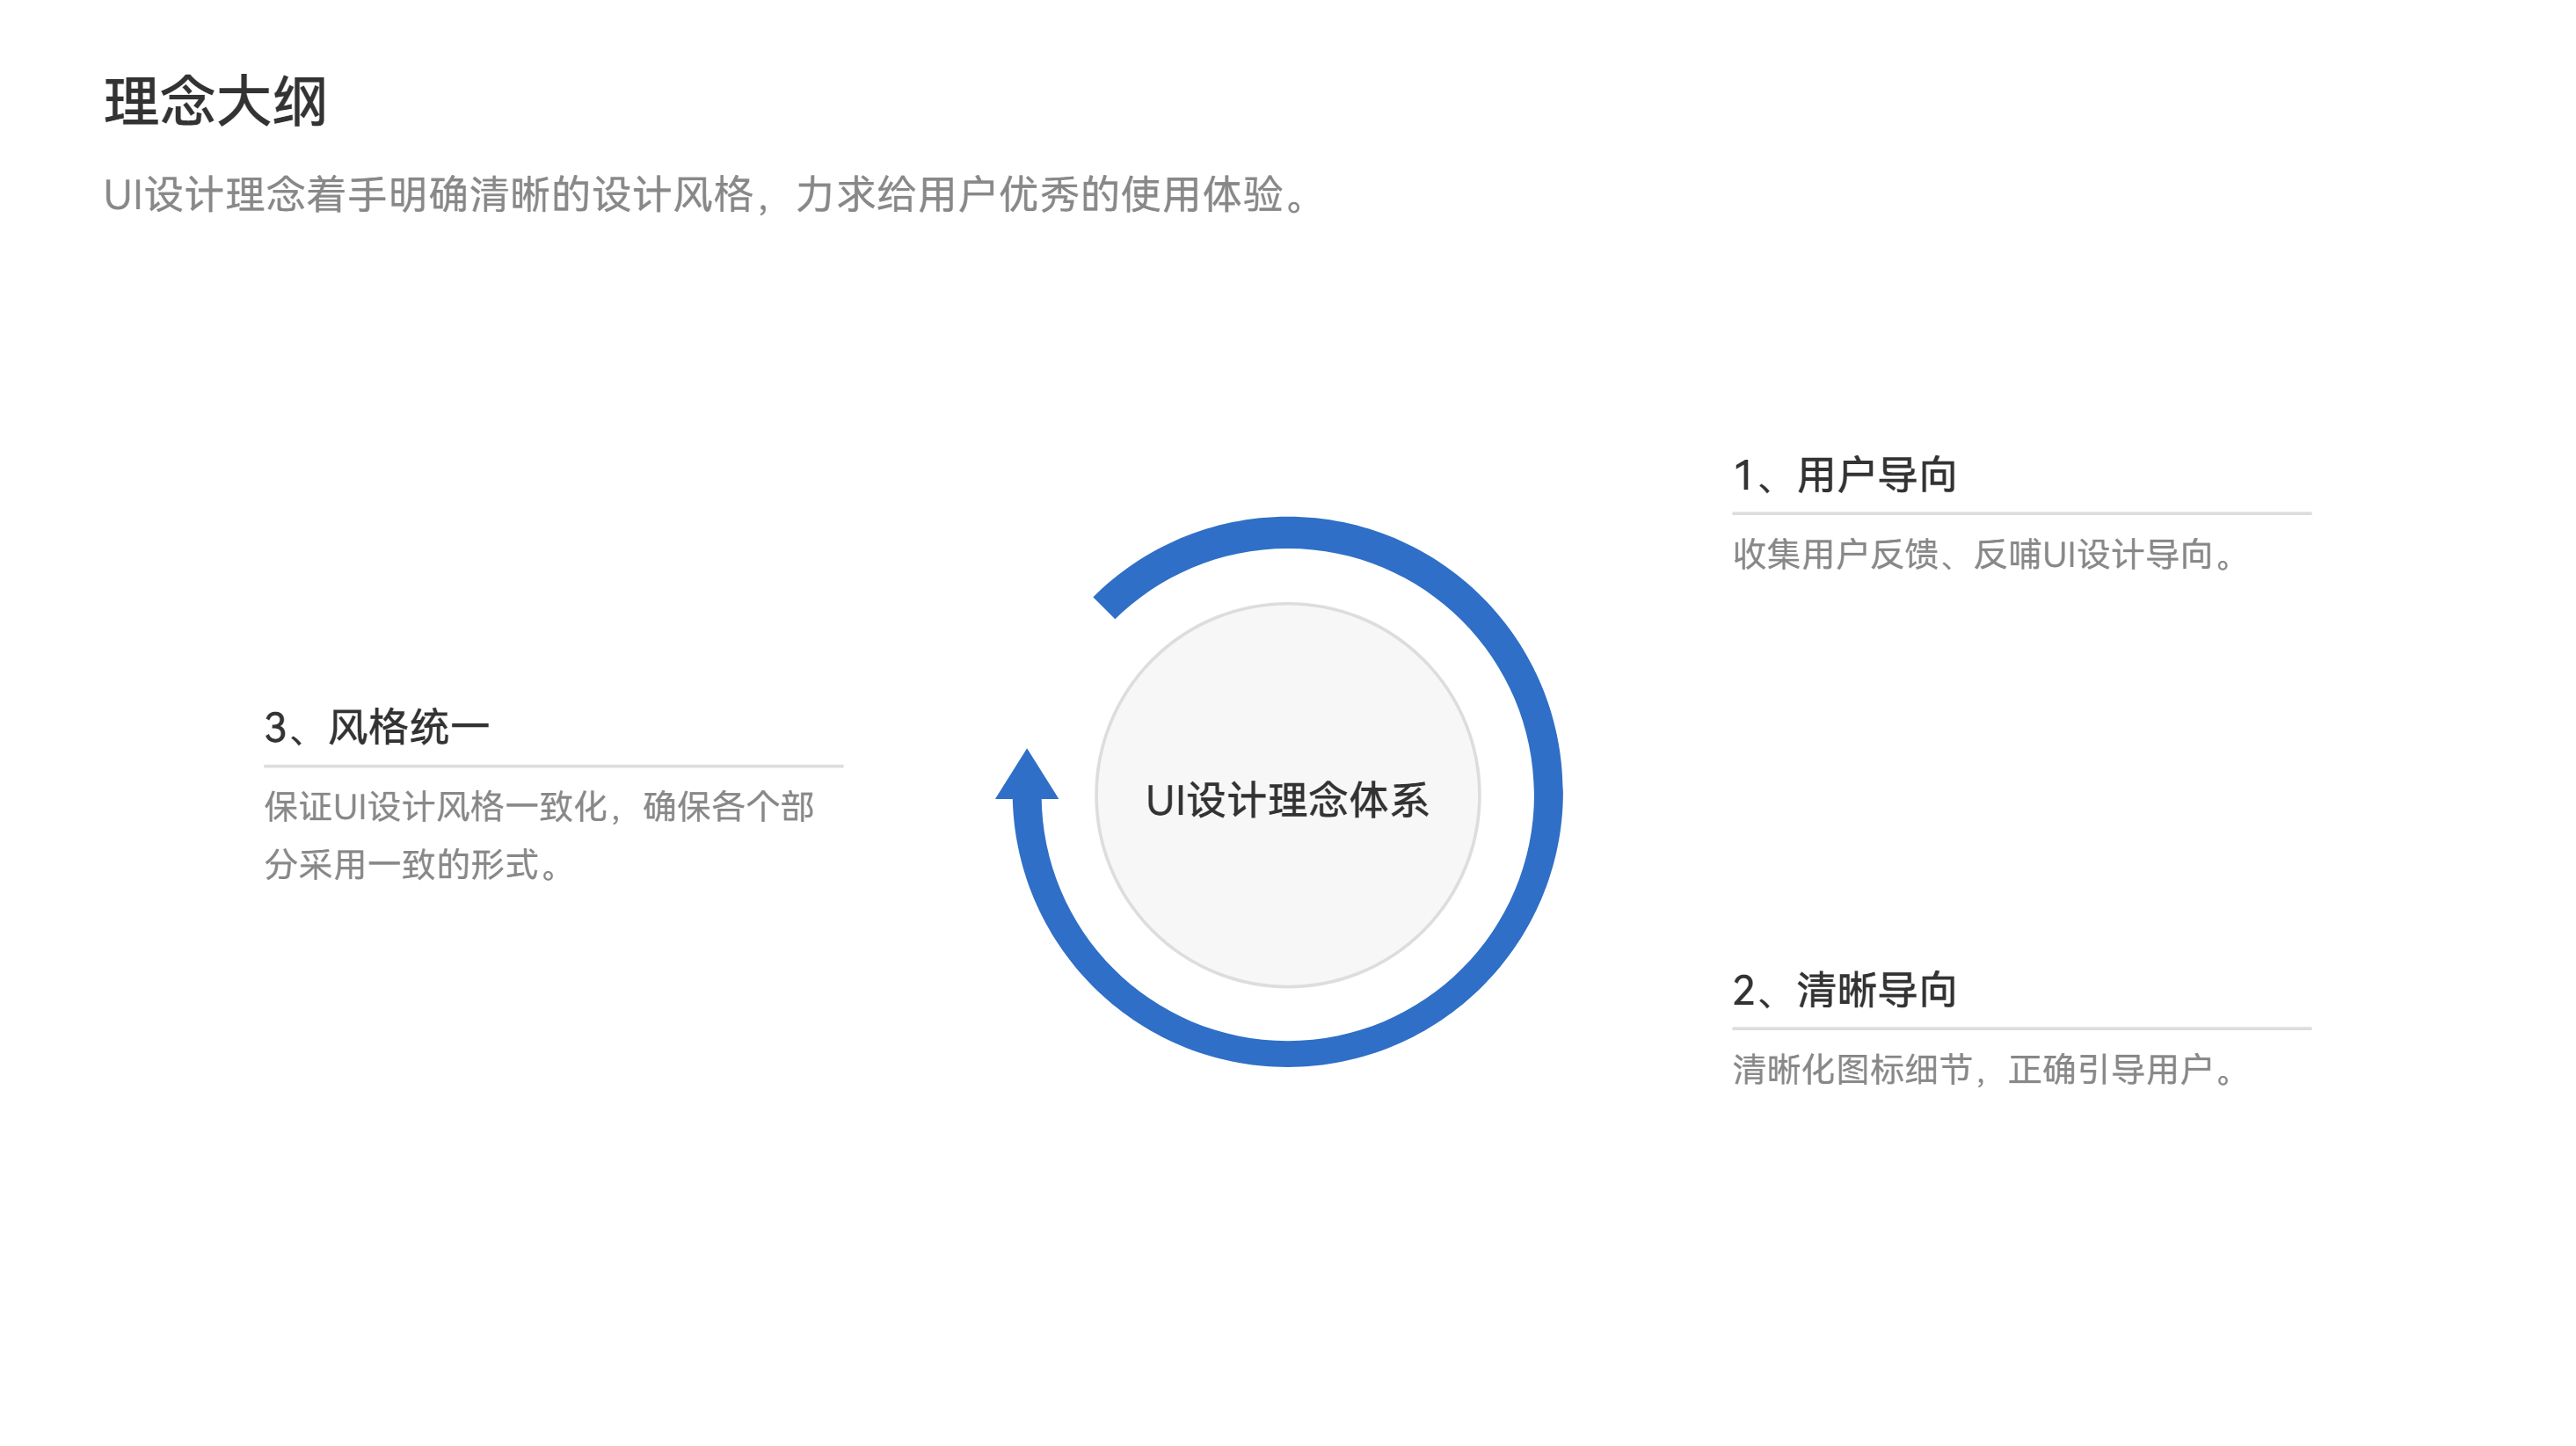 理念大纲
UI设计理念着手明确清晰的设计风格，力求给用户优秀的使用体验。
1、用户导向
收集用户反馈、反哺UI设计导向。
3、风格统一
保证UI设计风格一致化，确保各个部
分采用一致的形式。
UI设计理念体系
2、清晰导向
清晰化图标细节，正确引导用户。